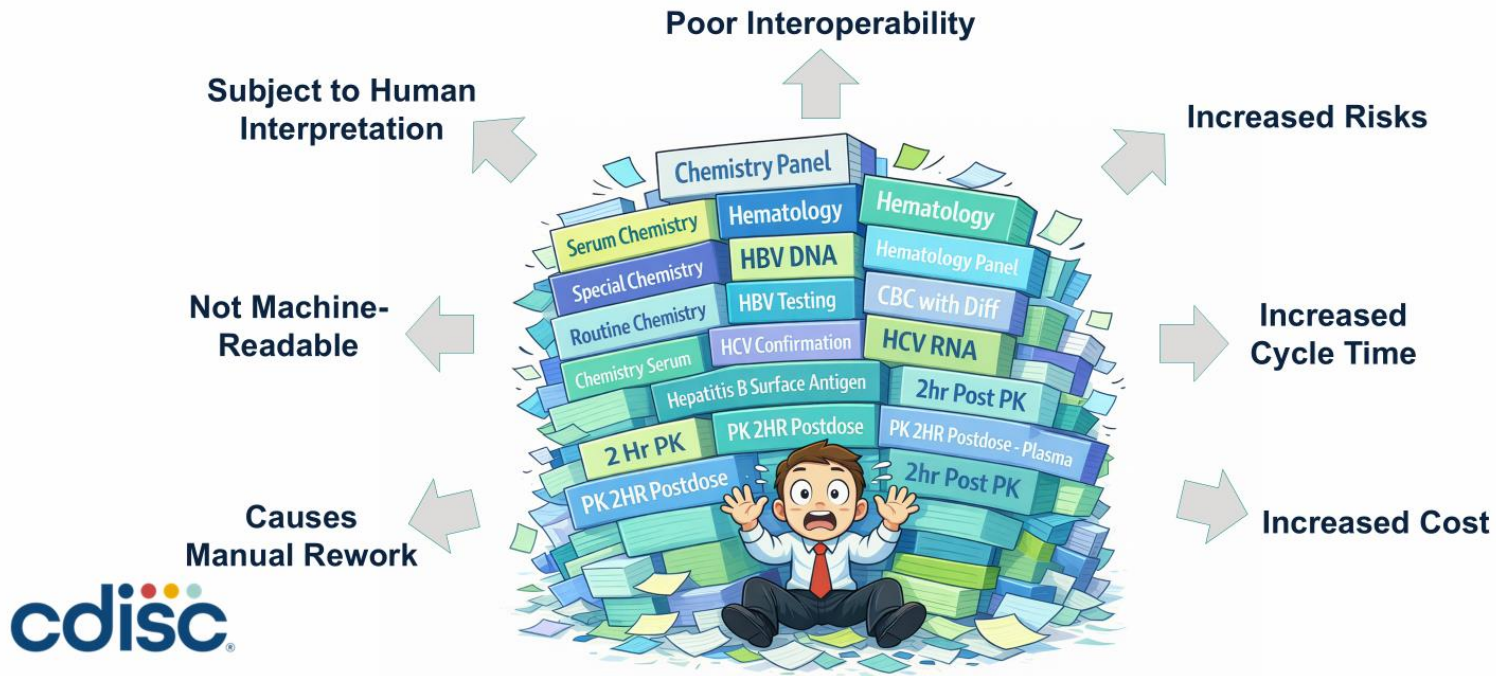 Poor Interoperability
Subject to Human
Interpretation
Increased Risks
Not Machine-
Readable
Increased
Cycle Time
Causes
Manual Rework
Increased Cost
Chemistry Panel
Serum Chemistry
Hematology
Hematology
Special Chemistry
HBV DNA
Hematology Panel
Routine Chemistry
HBV Testing
CBC with Diff
Chemistry Serum
HCV Confirmation
HCV RNA
Hepatitis B Surface Antigen
2hr Post PK
2 Hr PK
PK 2HR Postdose
PK 2HR Postdose - Plasma
PK 2HR Postdose
2hr Post PK
cdisc®